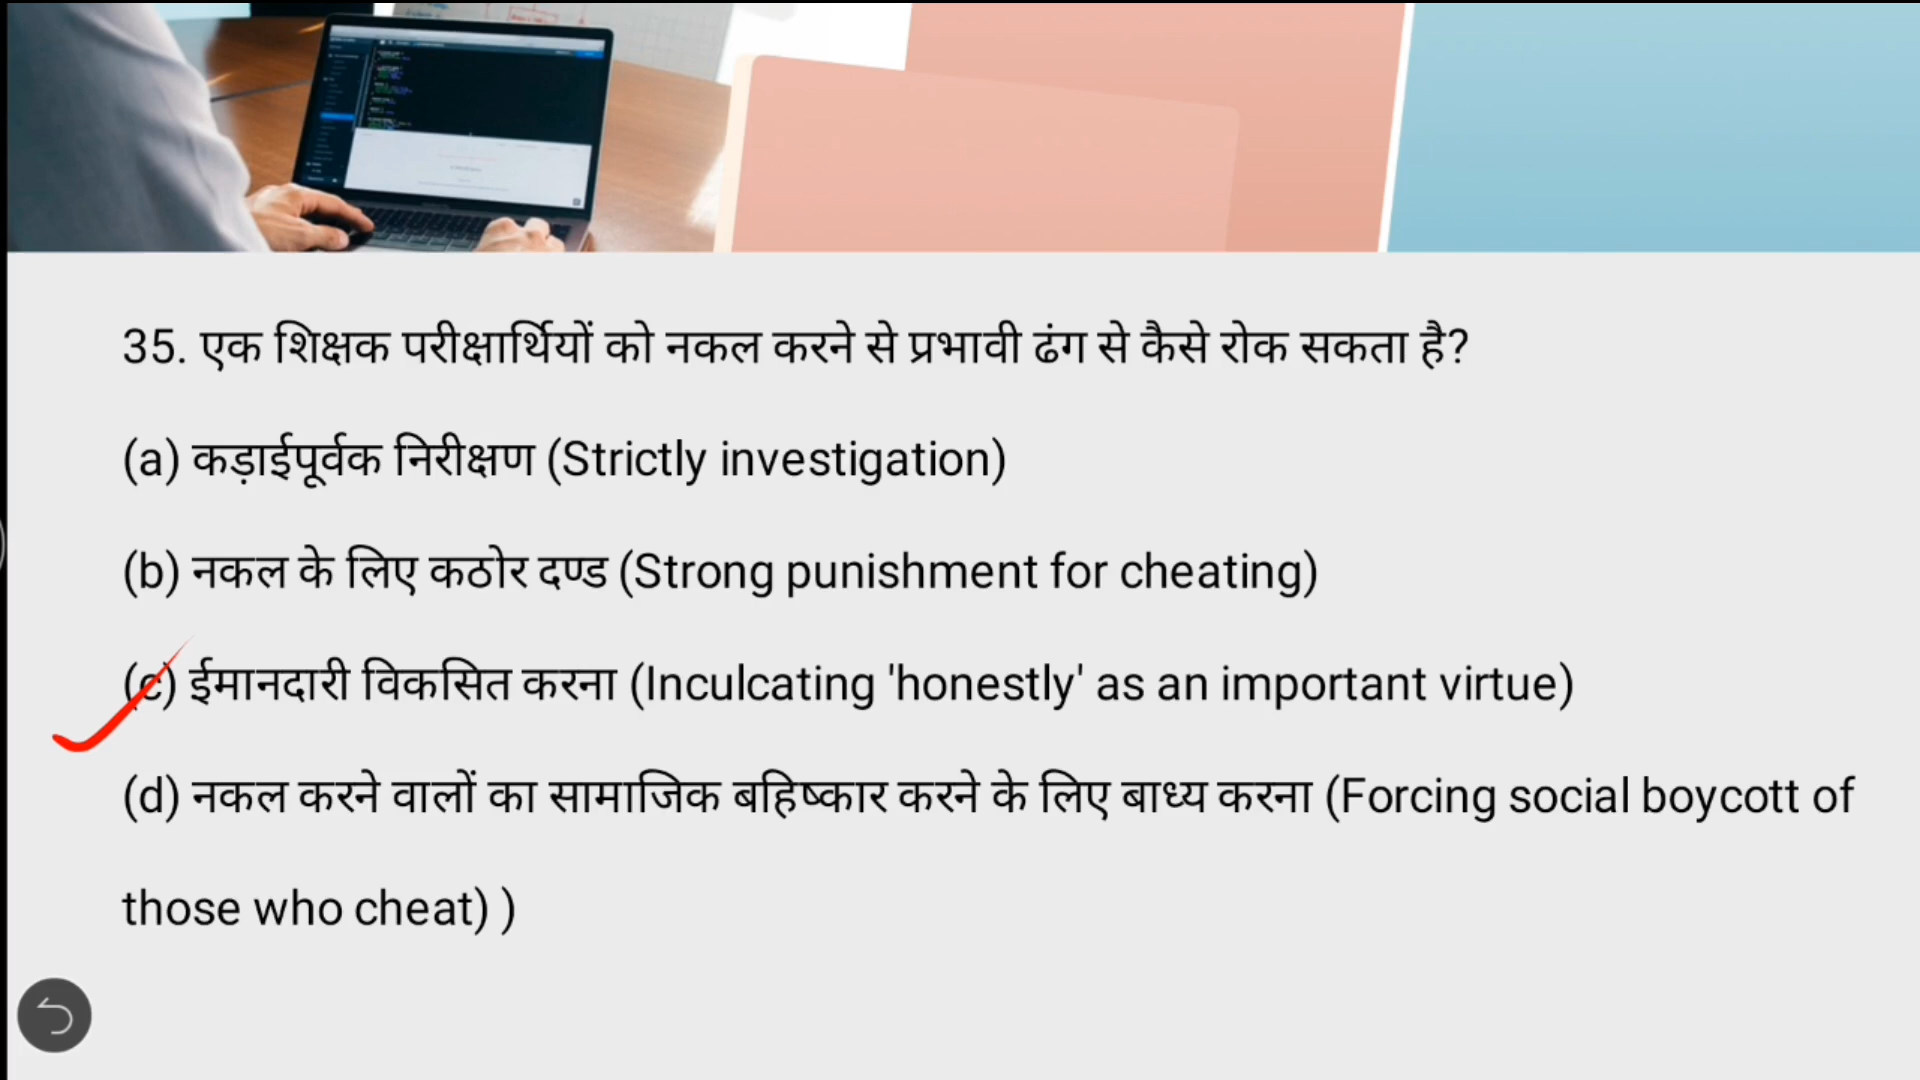 35. एक शिक्षक परीक्षार्थियों को नकल करने से प्रभावी ढंग से कैसे रोक सकता है?
(a) कड़ाईपूर्वक निरीक्षण (Strictly investigation)
(b) नकल के लिए कठोर दण्ड (Strong punishment for cheating)
(c) ईमानदारी विकसित करना (Inculcating 'honestly' as an important virtue)
(d) नकल करने वालों का सामाजिक बहिष्कार करने के लिए बाध्य करना (Forcing social boycott of
those who cheat) )